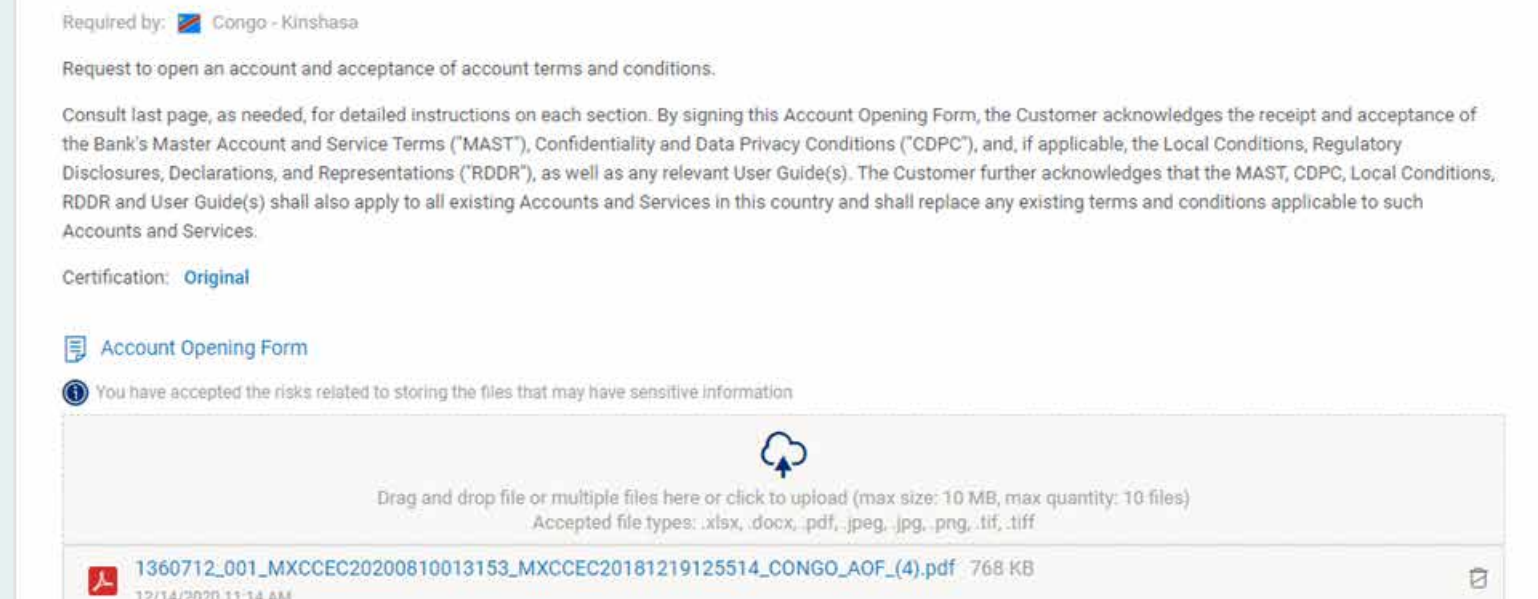 Required by: Congo - Kinshasa
Request to open an account and acceptance of account terms and conditions.
Consult last page, as needed, for detailed instructions on each section. By signing this Account Opening Form, the Customer acknowledges the receipt and acceptance of
the Bank's Master Account and Service Terms ("MAST"), Confidentiality and Data Privacy Conditions ("CDPC"), and, if applicable, the Local Conditions, Regulatory
Disclosures, Declarations, and Representations ("RDDR"), as well as any relevant User Guide(s). The Customer further acknowledges that the MAST, CDPC, Local Conditions,
RDDR and User Guide(s) shall also apply to all existing Accounts and Services in this country and shall replace any existing terms and conditions applicable to such
Accounts and Services.
Certification: Original
Account Opening Form
You have accepted the risks related to storing the files that may have sensitive information
Drag and drop file or multiple files here or click to upload (max size: 10 MB, max quantity: 10 files)
Accepted file types: .xlsx, .docx, .pdf, .jpeg, .jpg, .png, .tif, .tiff
1360712_001_MXCCEC20200810013153_MXCCEC20181219125514_CONGO_AOF_(4).pdf 768 KB
12/14/2020 11:14 AM